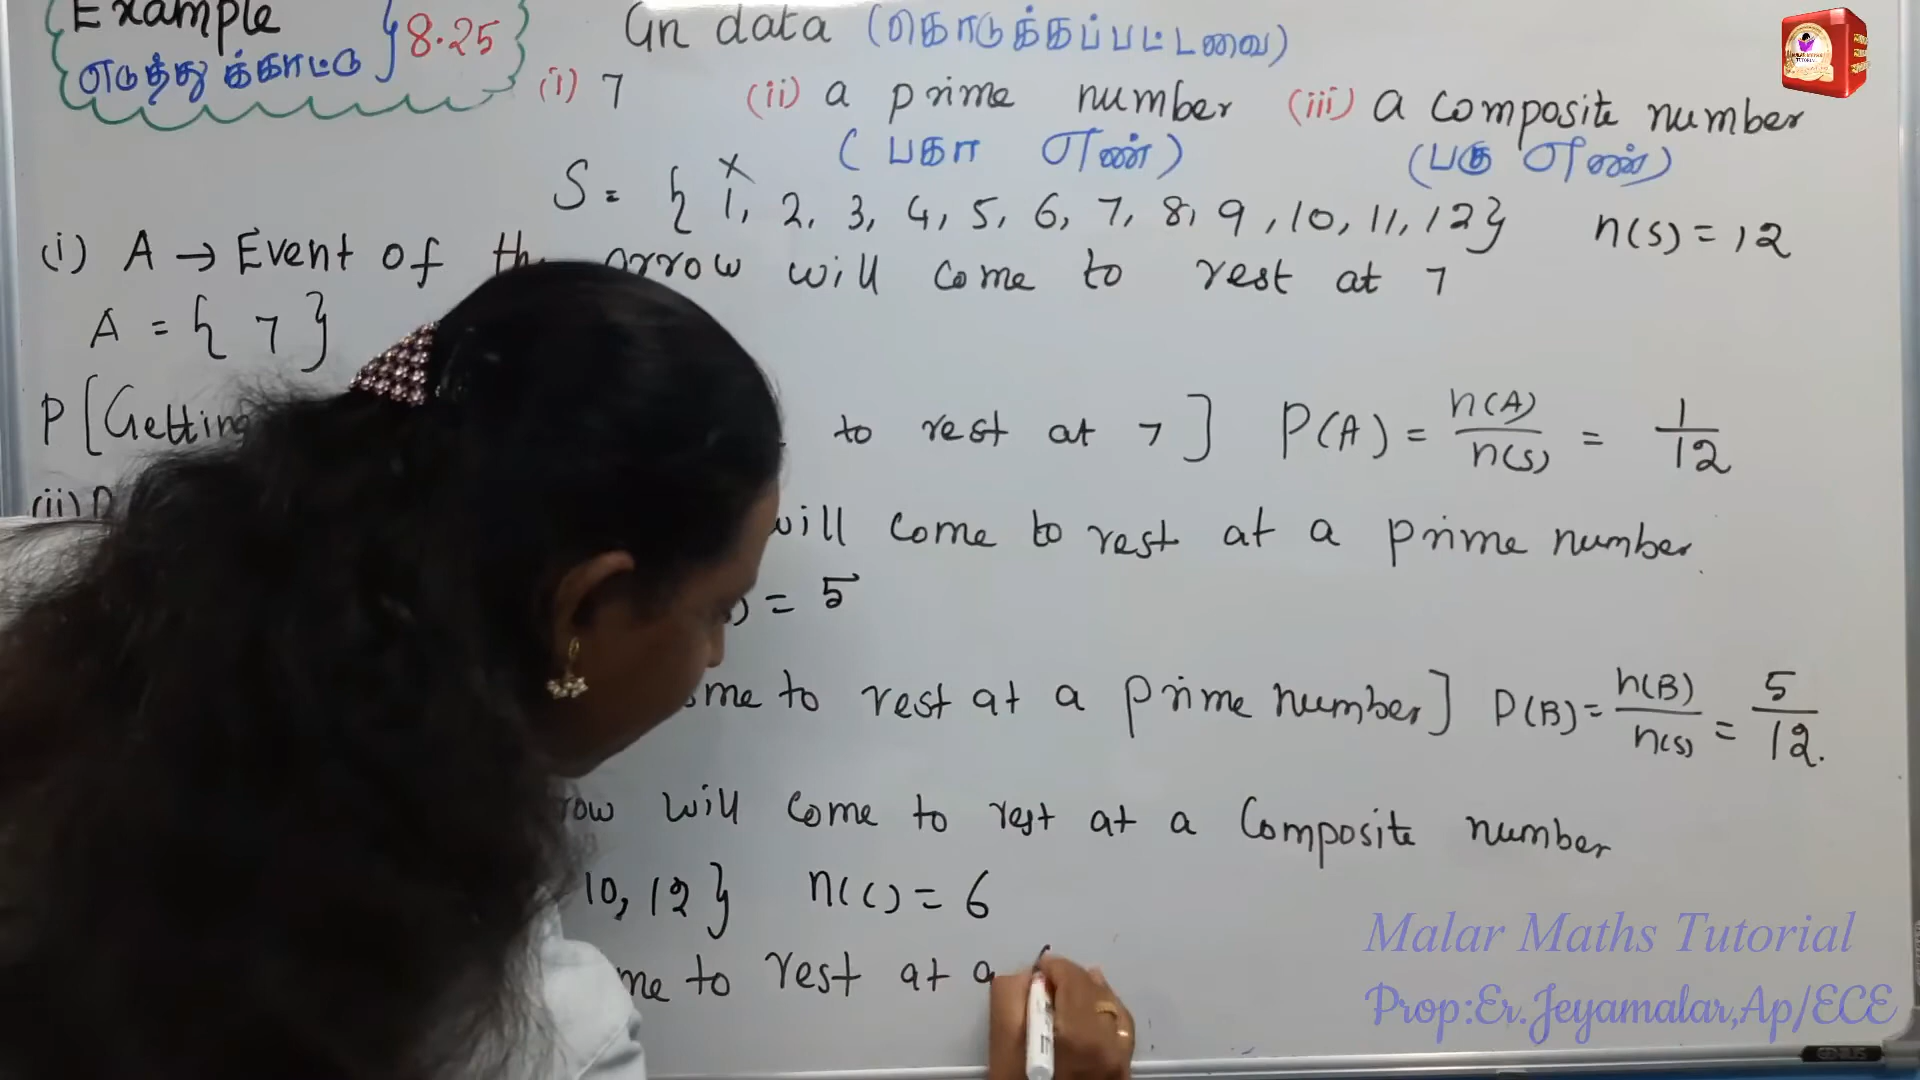 Example
எடுத்துக்காட்டு } 8.25
Gn data (கொடுக்கப்பட்டவை)
(i) 7 (ii) a prime number (iii) a composite number
(பகா எண்) (பகு எண்)
S = { 1, 2, 3, 4, 5, 6, 7, 8, 9, 10, 11, 12} n(S) = 12
(i) A → Event of arrow will come to rest at 7
A = { 7 }
P [Getting to rest at 7 ] P(A) = n(A)/n(S) = 1/12
(ii) will come to rest at a prime number.
= 5
to rest at a prime number] P(B) = n(B)/n(S) = 5/12.
will come to rest at a Composite number
10, 12 } n(C) = 6
to rest at a
Malar Maths Tutorial
Prop:Er.Jeyamalar,Ap/ECE